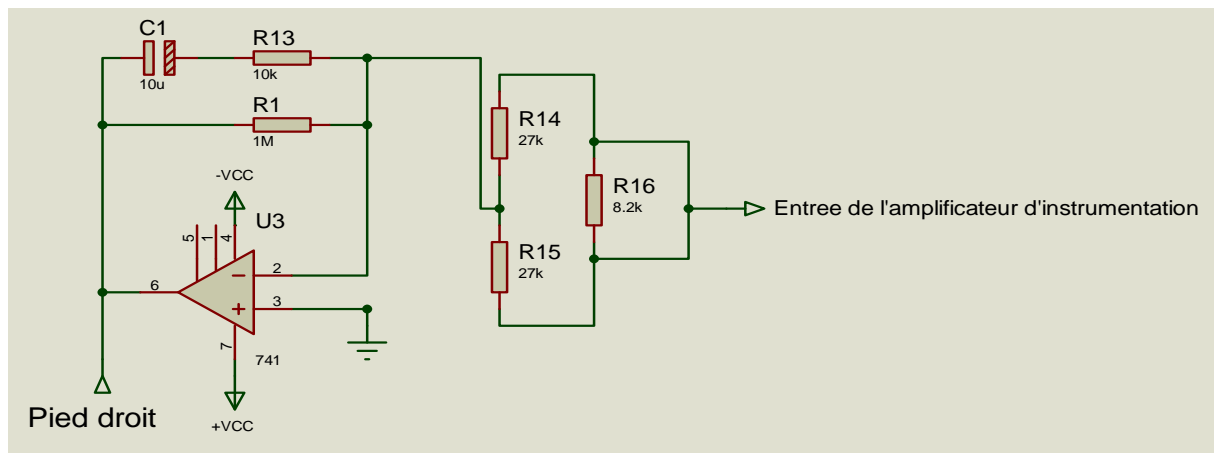 C1
10u
R13
10k
R1
1M
-VCC
U3
5
1
4
2
6
3
7
741
+VCC
Pied droit
R14
27k
R16
8.2k
R15
27k
Entree de l'amplificateur d'instrumentation